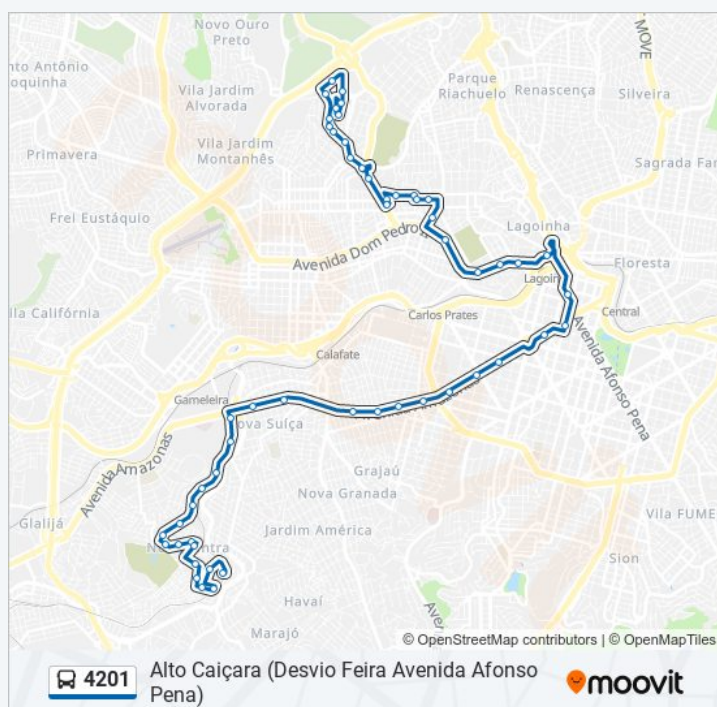 Novo Ouro
Preto
MOVE
nto Antônio
oquinha
Vila Jardim
Alvorada
Parque
Riachuelo
Renascença
Silveira
Vila Jardim
Montanhês
Primavera
Sagrada Fam
Frei Eustáquio
Lagoinha
Avenida Dom Pedro II
Floresta
Lagoin
ila Califórni
Carlos Prates
Central
Calafate
Avenida Afonso Pena
Gameleira
Nova Suíça
Avenida Amazonas
Grajaú
Nova Granada
Glalijá
Vila FUME
Jardim América
Sion
Havaí
Marajó
© OpenStreetMap contributors | © OpenMapTiles
4201
Alto Caiçara (Desvio Feira Avenida Afonso
Pena)
moovit